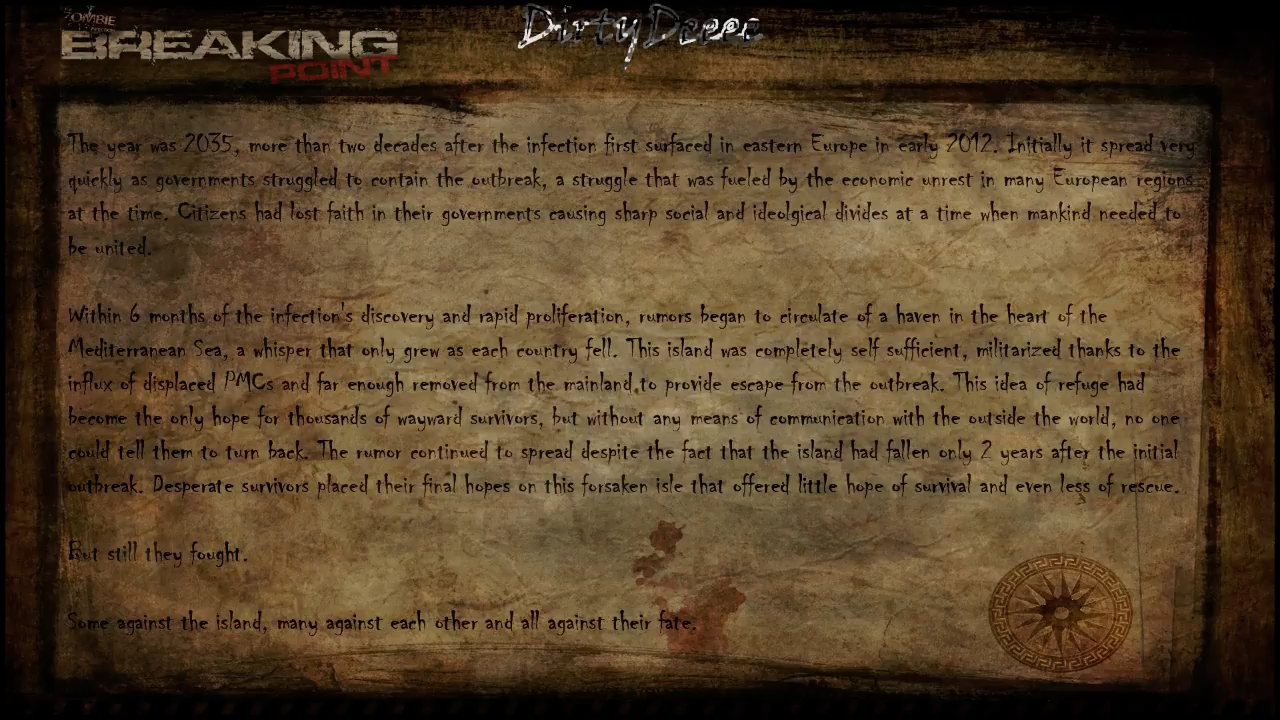 ZOMBIE
BREAKING
POINT
DirtyDeeee
The year was 2035, more than two decades after the infection first surfaced in eastern Europe in early 2012. Initially it spread very
quickly as governments struggled to contain the outbreak, a struggle that was fueled by the economic unrest in many European regions
at the time. Citizens had lost faith in their governments causing sharp social and ideolgical divides at a time when mankind needed to
be united.
Within 6 months of the infection's discovery and rapid proliferation, rumors began to circulate of a haven in the heart of the
Mediterranean Sea, a whisper that only grew as each country fell. This island was completely self sufficient, militarized thanks to the
influx of displaced PMCs and far enough removed from the mainland to provide escape from the outbreak. This idea of refuge had
become the only hope for thousands of wayward survivors, but without any means of communication with the outside the world, no one
could tell them to turn back. The rumor continued to spread despite the fact that the island had fallen only 2 years after the initial
outbreak. Desperate survivors placed their final hopes on this forsaken isle that offered little hope of survival and even less of rescue.
But still they fought.
Some against the island, many against each other and all against their fate.